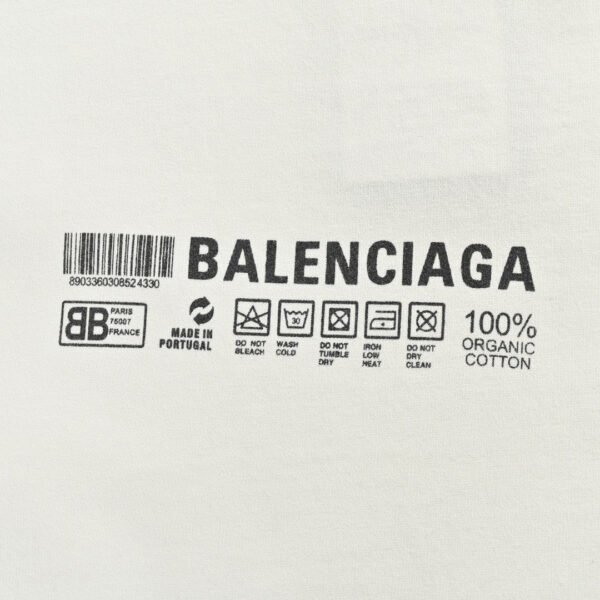 BALENCIAGA
8903360308524330
BB
PARIS
75007
FRANCE
MADE IN
PORTUGAL
DO NOT
BLEACH
30
WASH
COLD
DO NOT
TUMBLE
DRY
IRON
LOW
HEAT
DO NOT
DRY
CLEAN
100%
ORGANIC
COTTON